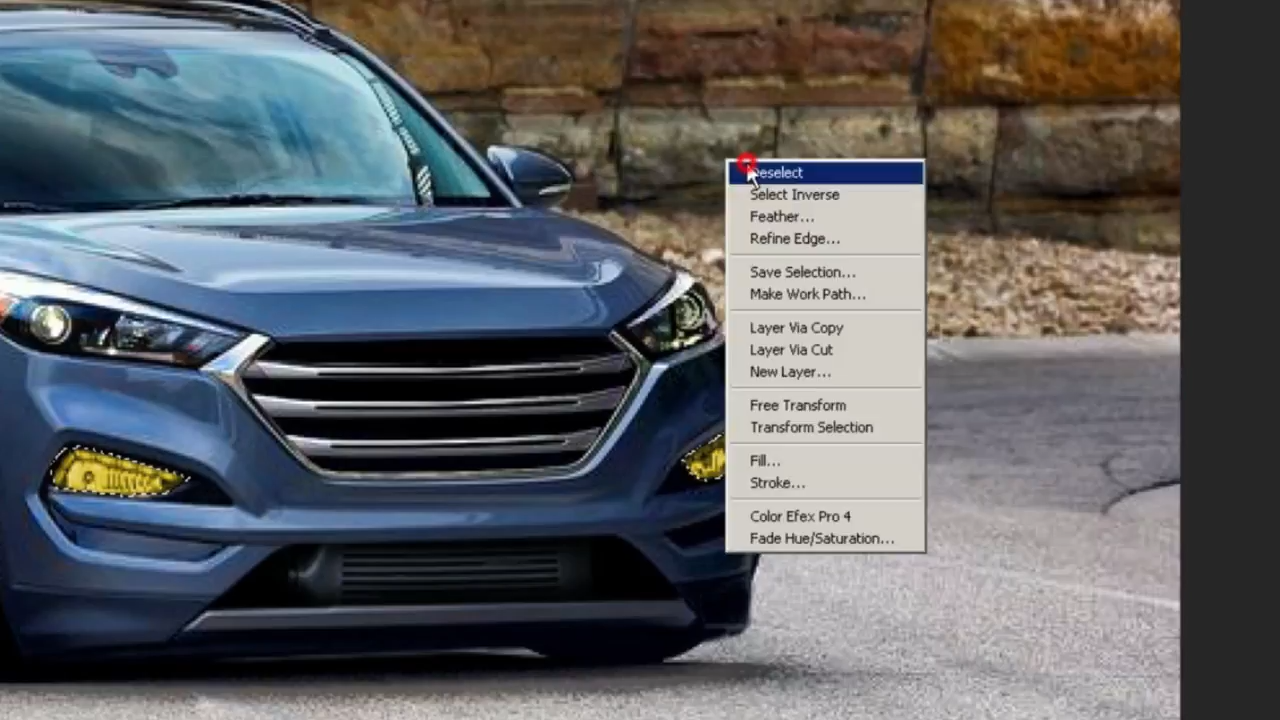 Deselect
Select Inverse
Feather...
Refine Edge...
Save Selection...
Make Work Path...
Layer Via Copy
Layer Via Cut
New Layer...
Free Transform
Transform Selection
Fill...
Stroke...
Color Efex Pro 4
Fade Hue/Saturation...